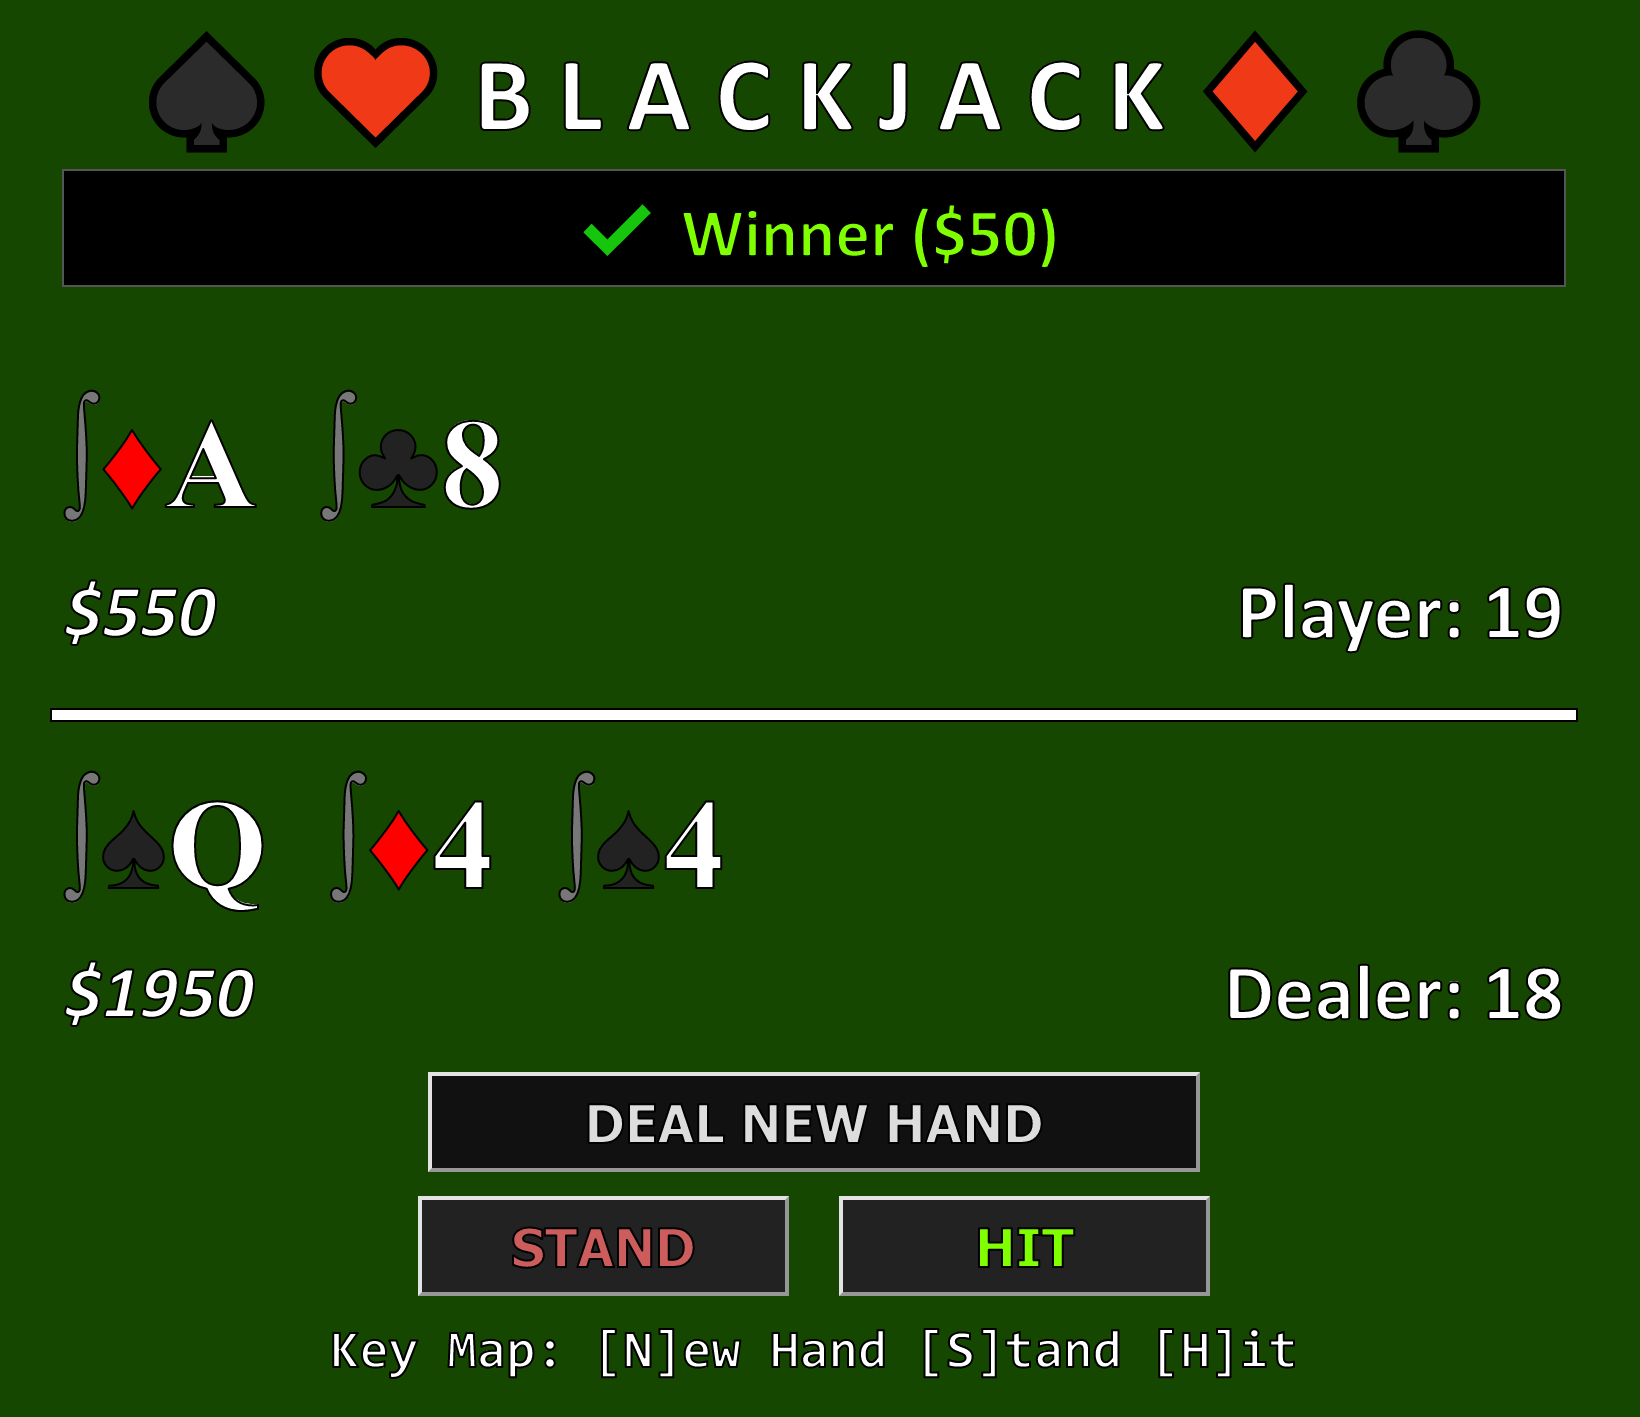 ♠ ♥ BLACKJACK ♦ ♣
✔ Winner ($50)
∫♦A ∫♣8
$550 Player: 19
∫♠Q ∫♦4 ∫♠4
$1950 Dealer: 18
DEAL NEW HAND
STAND HIT
Key Map: [N]ew Hand [S]tand [H]it